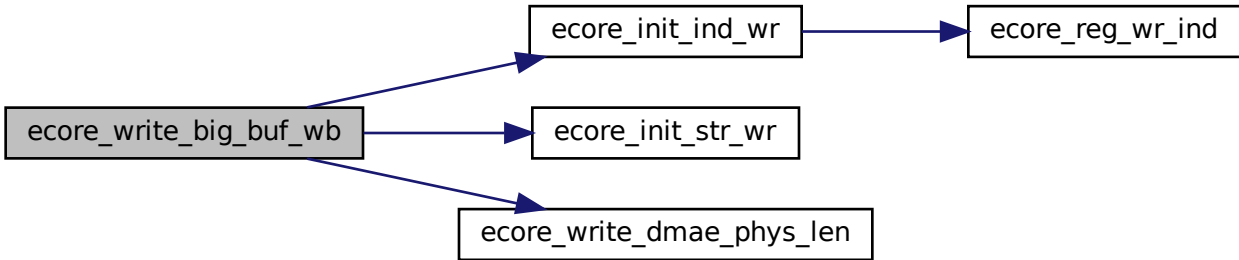 ecore_init_ind_wr
ecore_reg_wr_ind
ecore_write_big_buf_wb
ecore_init_str_wr
ecore_write_dmae_phys_len